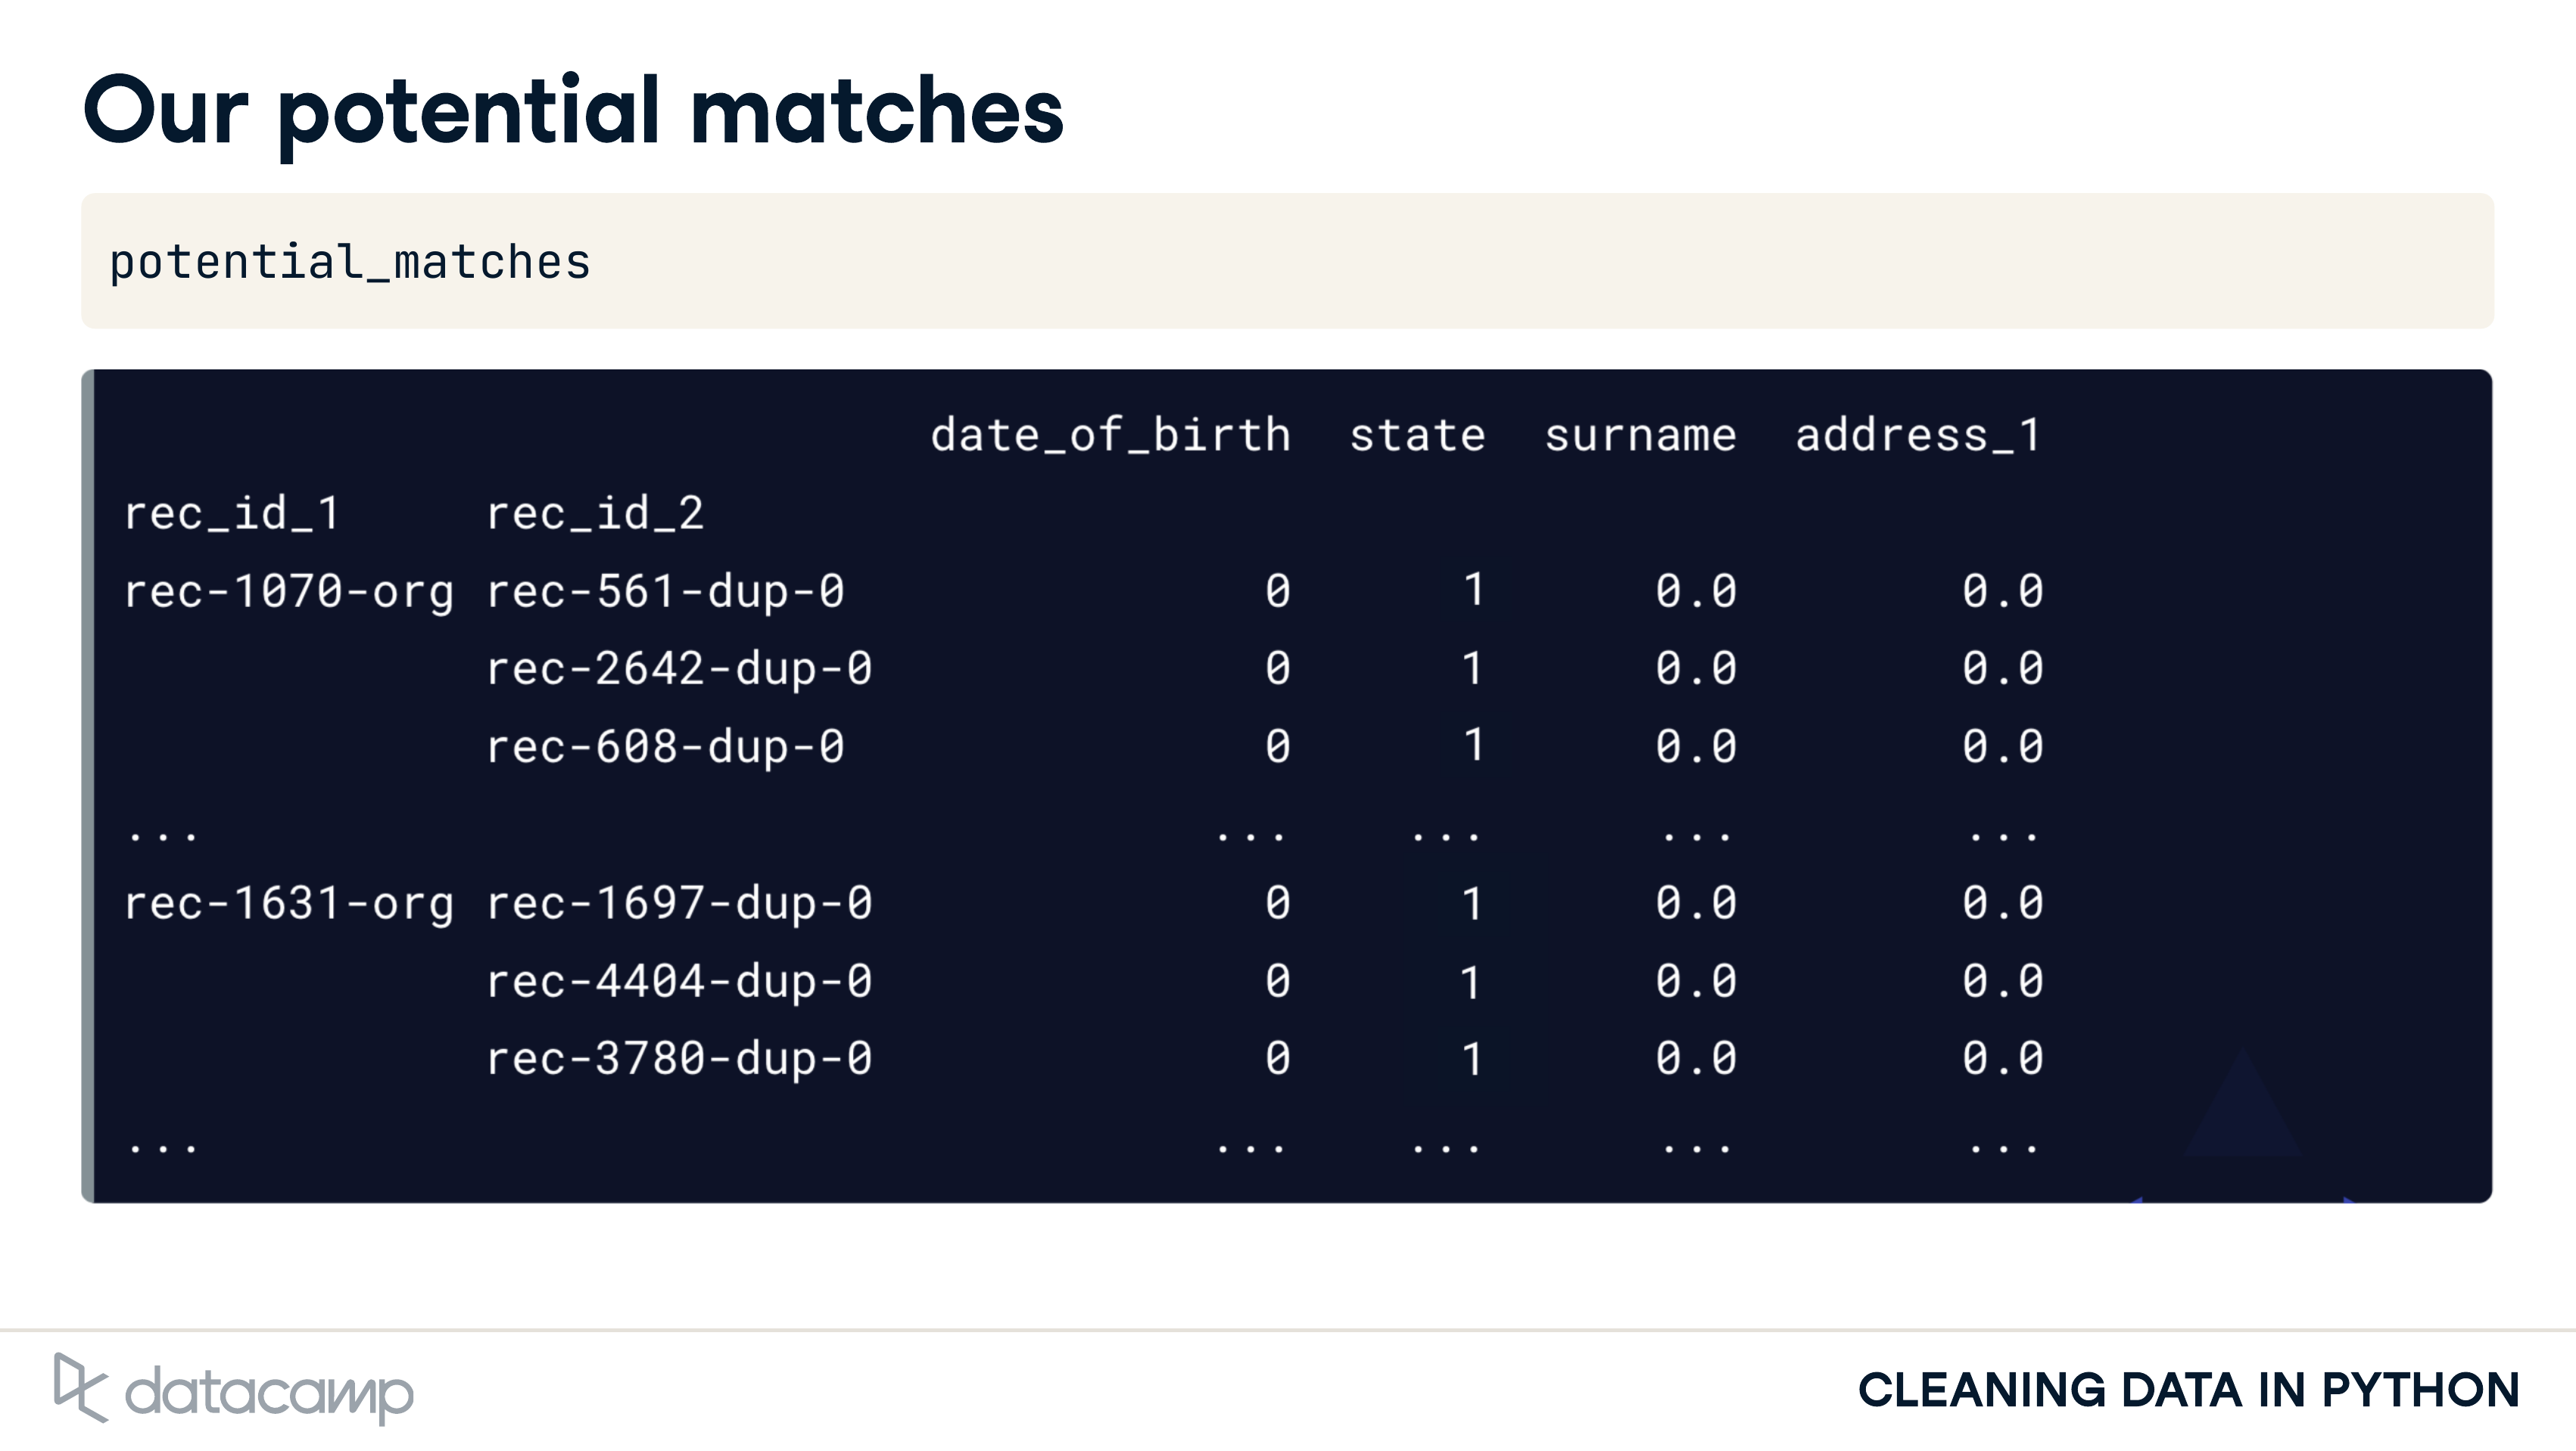 Our potential matches
potential_matches
date_of_birth state surname address_1
rec_id_1 rec_id_2
rec-1070-org rec-561-dup-0 0 1 0.0 0.0
rec-2642-dup-0 0 1 0.0 0.0
rec-608-dup-0 0 1 0.0 0.0
... ... ... ... ...
rec-1631-org rec-1697-dup-0 0 1 0.0 0.0
rec-4404-dup-0 0 1 0.0 0.0
rec-3780-dup-0 0 1 0.0 0.0
... ... ... ... ...
datacamp
CLEANING DATA IN PYTHON